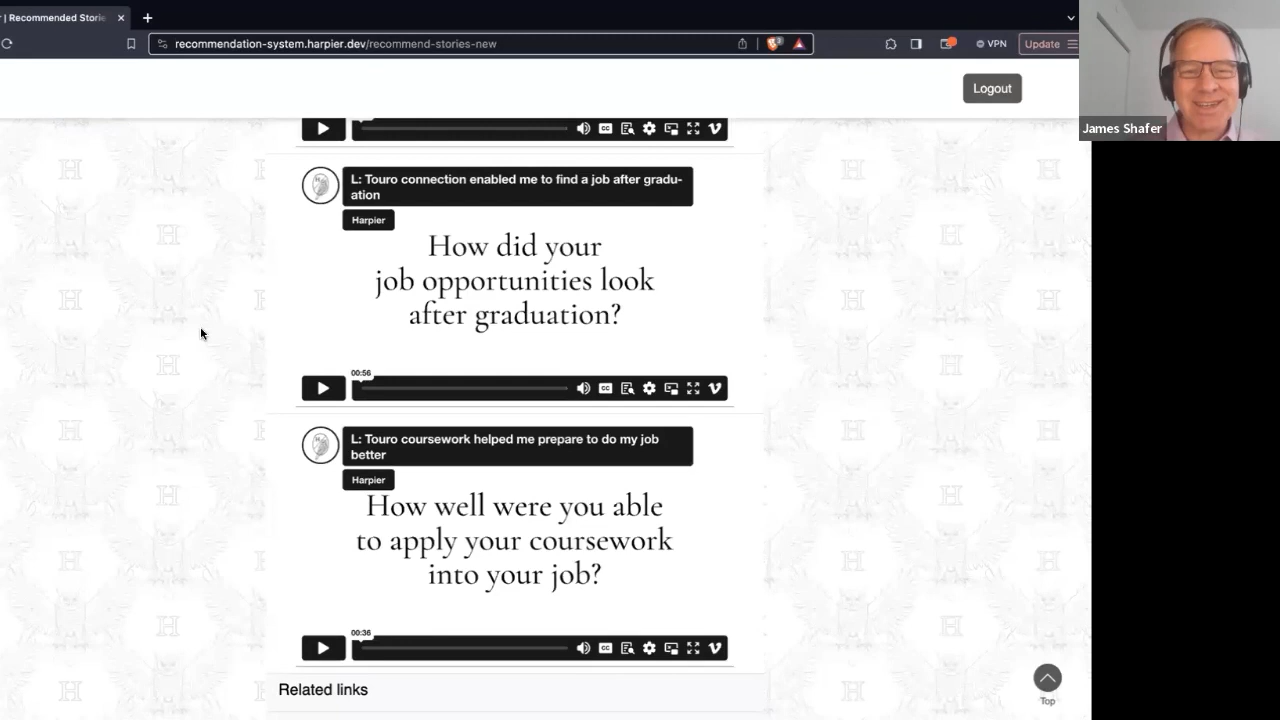 | Recommended Storie
recommendation-system.harpier.dev/recommend-stories-new
VPN
Update
Logout
James Shafer
L: Touro connection enabled me to find a job after gradu-
ation
Harpier
How did your
job opportunities look
after graduation?
00:56
CC
L: Touro coursework helped me prepare to do my job
better
Harpier
How well were you able
to apply your coursework
into your job?
00:36
CC
Related links
Top